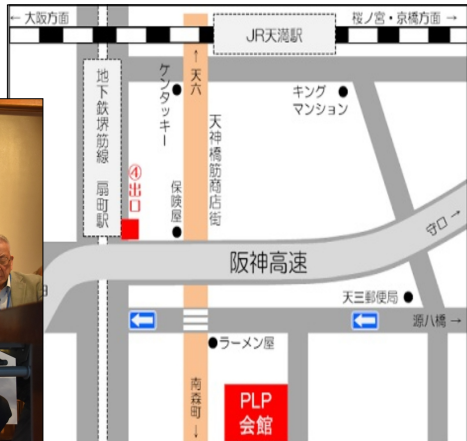 ← 大阪方面
桜ノ宮・京橋方面 →
JR天満駅
← 天六
ケンタッキー
キング
マンション
地下鉄堺筋線 扇町駅
天神橋筋商店街
④出口
保険屋
守口 →
阪神高速
天三郵便局
源八橋 →
ラーメン屋
南森町 →
PLP
会館